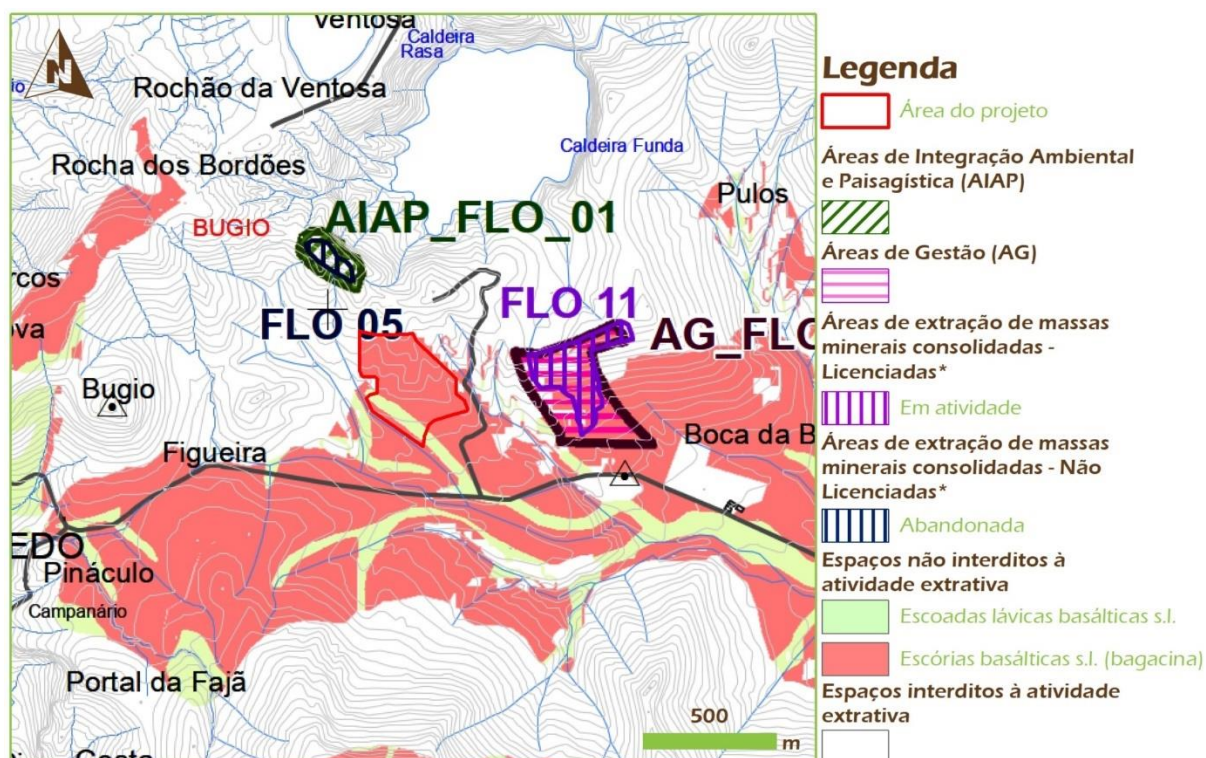 Ventosa
Caldeira
Rasa
N
io
Rochão da Ventosa
Caldeira Funda
Rocha dos Bordões
Pulos
BUGIO
AIAP_FLO_01
rcos
FLO 11
FLO 05
AG_FLO
ova
Bugio
Boca da B
Figueira
EDO
Pináculo
Campanário
Portal da Fajã
500
m
Costa
Legenda
Área do projeto
Áreas de Integração Ambiental
e Paisagística (AIAP)
Áreas de Gestão (AG)
Áreas de extração de massas
minerais consolidadas -
Licenciadas*
Em atividade
Áreas de extração de massas
minerais consolidadas - Não
Licenciadas*
Abandonada
Espaços não interditos à
atividade extrativa
Escoadas lávicas basálticas s.l.
Escórias basálticas s.l. (bagacina)
Espaços interditos à atividade
extrativa